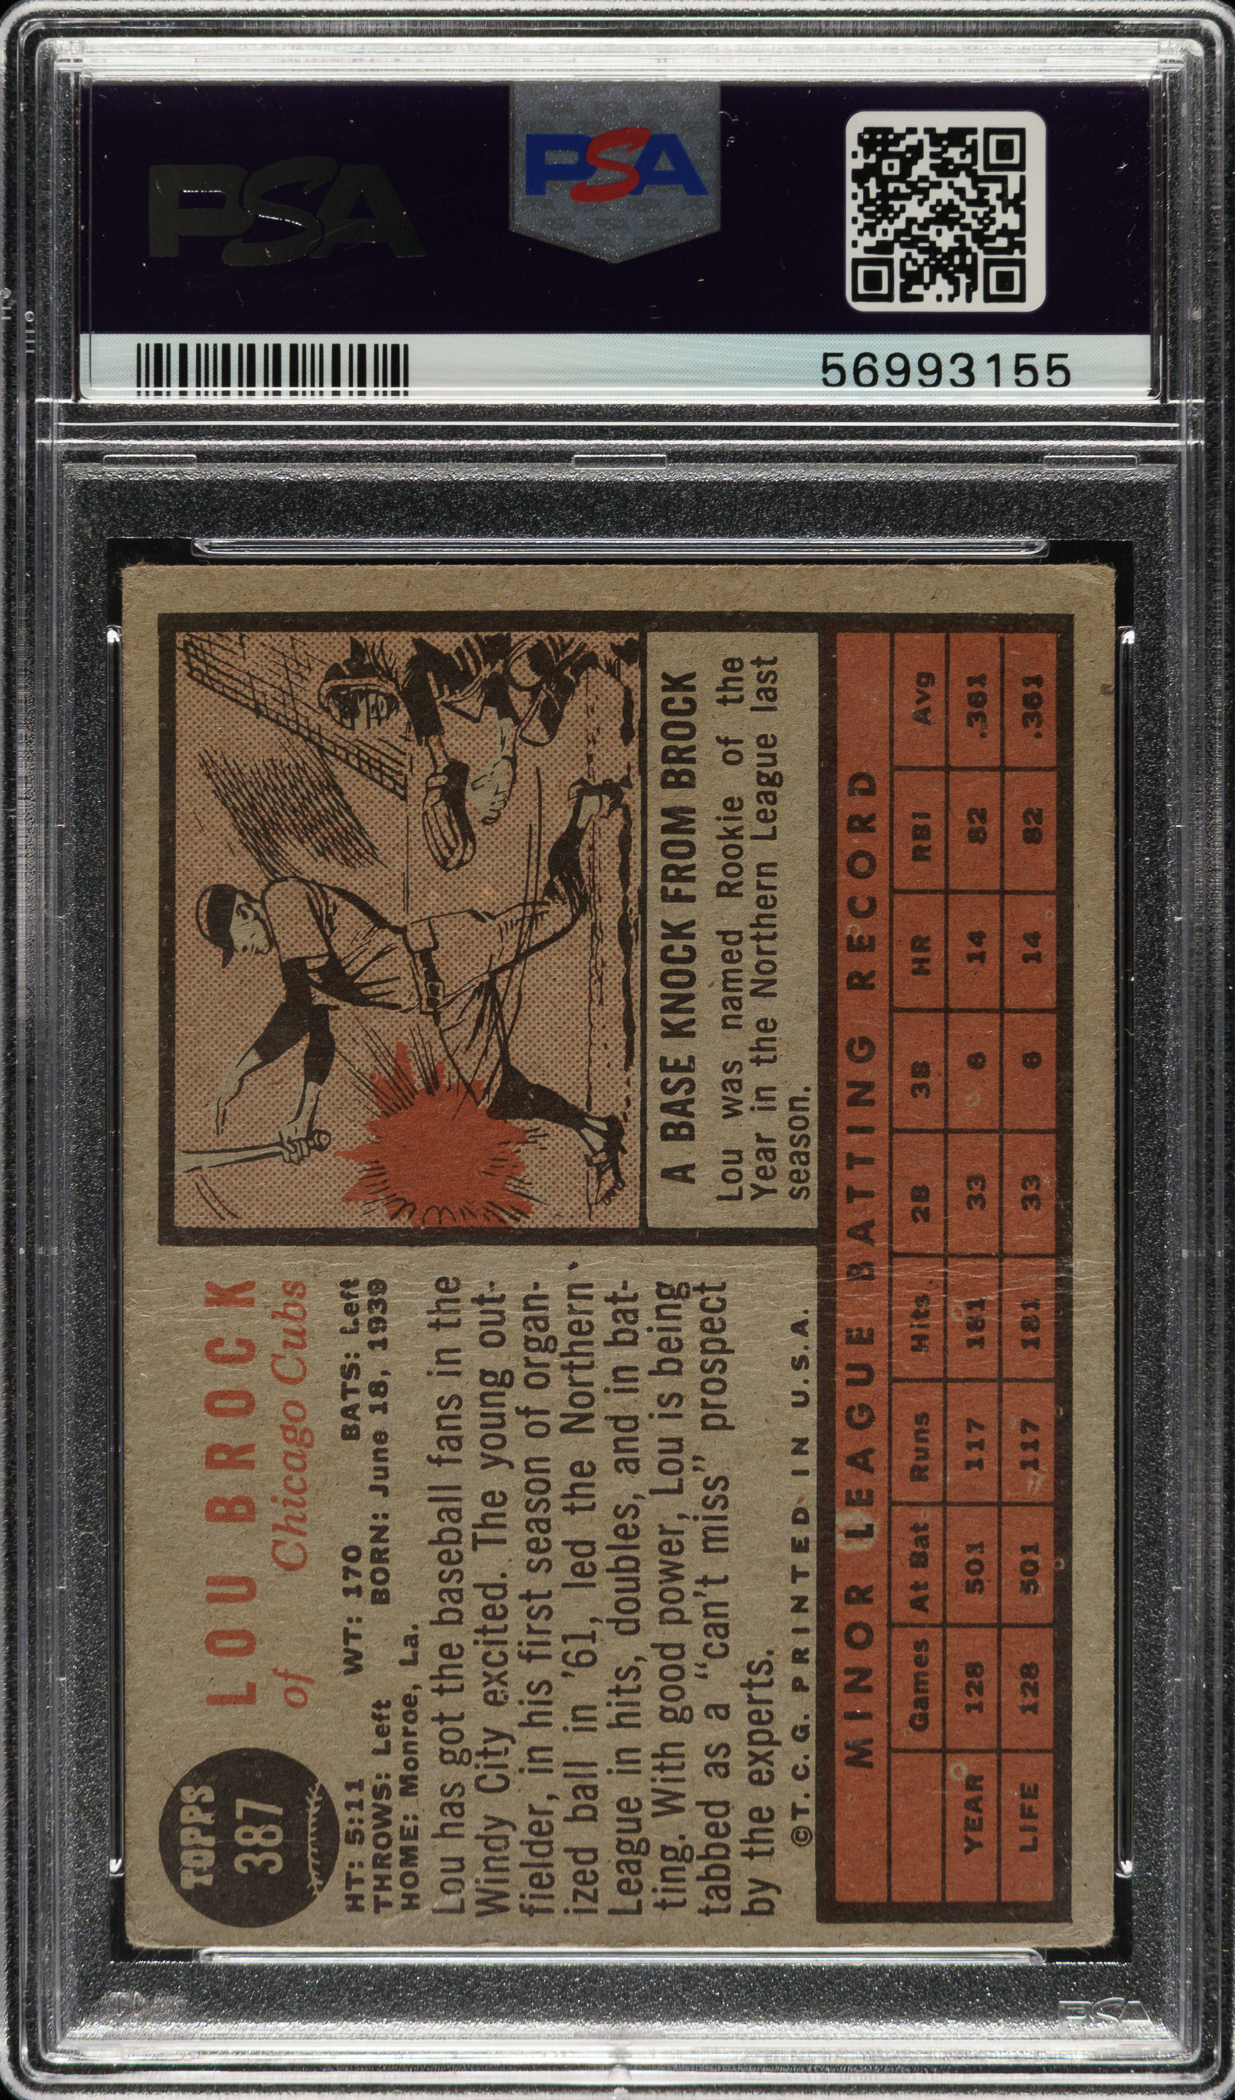 PSA
PSA
56993155
TOPPS
387
LOU BROCK
of Chicago Cubs
HT: 5:11 WT: 170 BATS: Left
THROWS: Left BORN: June 18, 1939
HOME: Monroe, La.
Lou has got the baseball fans in the
Windy City excited. The young out-
fielder, in his first season of organ-
ized ball in '61, led the Northern
League in hits, doubles, and in bat-
ting. With good power, Lou is being
tabbed as a "can't miss" prospect
by the experts.
©T.C.G. PRINTED IN U.S.A.
A BASE KNOCK FROM BROCK
Lou was named Rookie of the
Year in the Northern League last
season.
MINOR LEAGUE BATTING RECORD
Games At Bat Runs Hits. 2B 3B HR RBI Avg
YEAR 128 501 117 181 33 6 14 82 .361
LIFE 128 501 117 181 33 6 14 82 .361
PSA